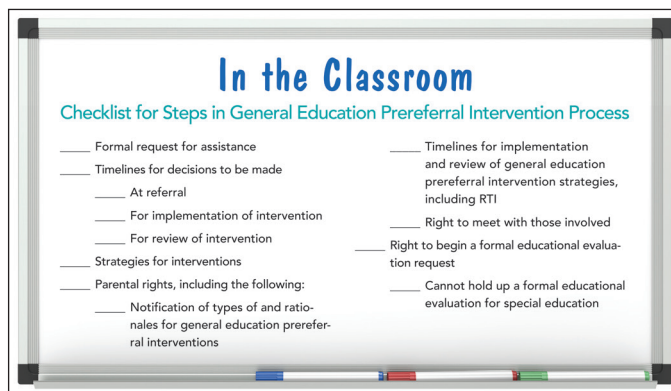 In the Classroom
Checklist for Steps in General Education Prereferral Intervention Process
_____ Formal request for assistance
_____ Timelines for decisions to be made
_____ At referral
_____ For implementation of intervention
_____ For review of intervention
_____ Strategies for interventions
_____ Parental rights, including the following:
_____ Notification of types of and ratio-
nales for general education prerefer-
ral interventions
_____ Timelines for implementation
and review of general education
prereferral intervention strategies,
including RTI
_____ Right to meet with those involved
_____ Right to begin a formal educational evalua-
tion request
_____ Cannot hold up a formal educational
evaluation for special education